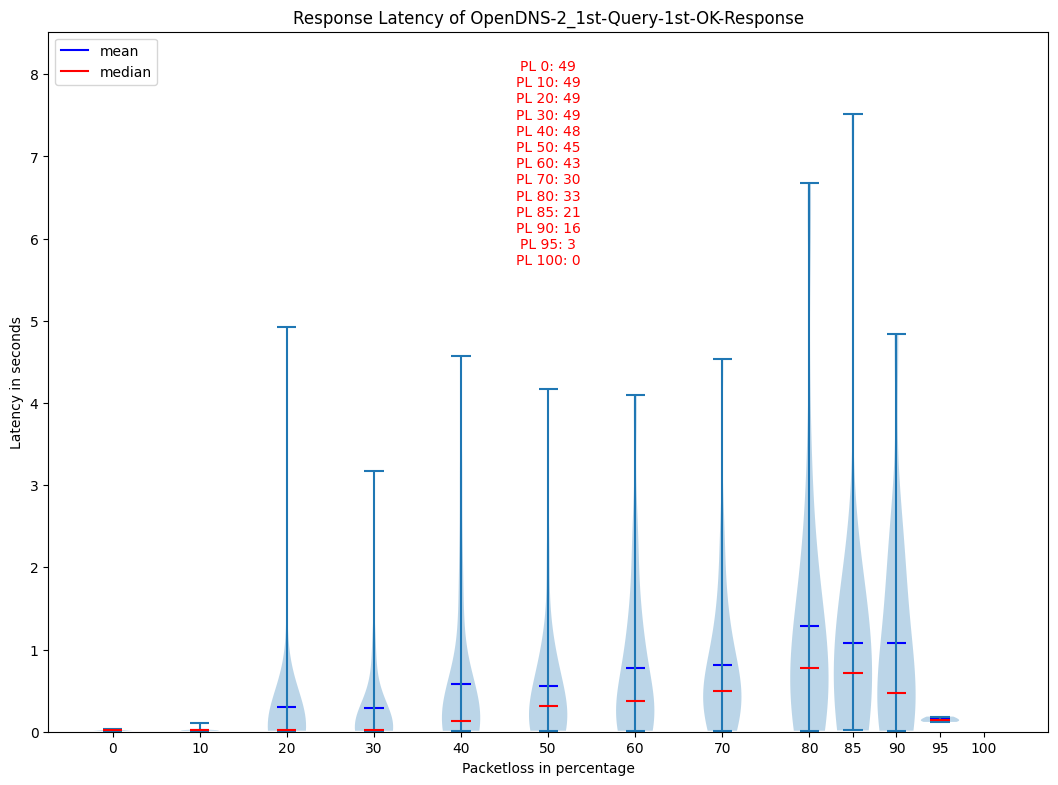 Response Latency of OpenDNS-2_1st-Query-1st-OK-Response
mean
median
PL 0: 49
PL 10: 49
PL 20: 49
PL 30: 49
PL 40: 48
PL 50: 45
PL 60: 43
PL 70: 30
PL 80: 33
PL 85: 21
PL 90: 16
PL 95: 3
PL 100: 0
Latency in seconds
8
7
6
5
4
3
2
1
0
0 10 20 30 40 50 60 70 80 85 90 95 100
Packetloss in percentage